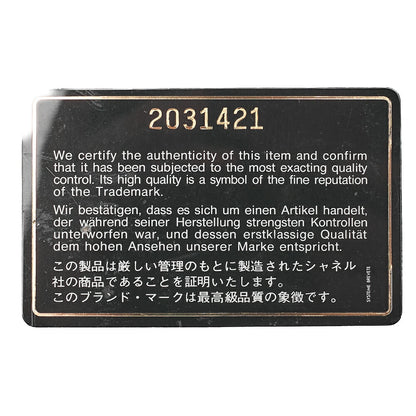 2031421
We certify the authenticity of this item and confirm
that it has been subjected to the most exacting quality
control. Its high quality is a symbol of the fine reputation
of the Trademark.
Wir bestätigen, dass es sich um einen Artikel handelt,
der während seiner Herstellung strengsten Kontrollen
unterworfen war, und dessen erstklassige Qualität
dem hohen Ansehen unserer Marke entspricht.
この製品は厳しい管理のもとに製造されたシャネル
社の商品であることを証明いたします。
このブランド・マークは最高級品質の象徴です。
SYSTEME BREVETE